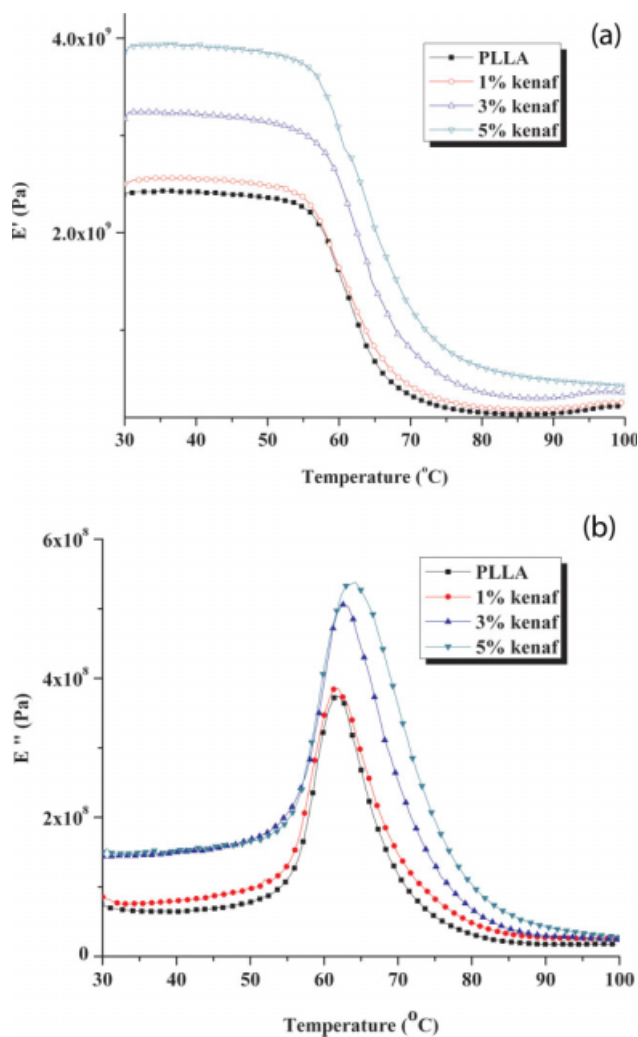 (a)
4.0x10⁹
PLLA
1% kenaf
3% kenaf
5% kenaf
E' (Pa)
2.0x10⁹
30 40 50 60 70 80 90 100
Temperature (°C)
(b)
6x10⁸
PLLA
1% kenaf
3% kenaf
5% kenaf
4x10⁸
E'' (Pa)
2x10⁸
0
30 40 50 60 70 80 90 100
Temperature (°C)